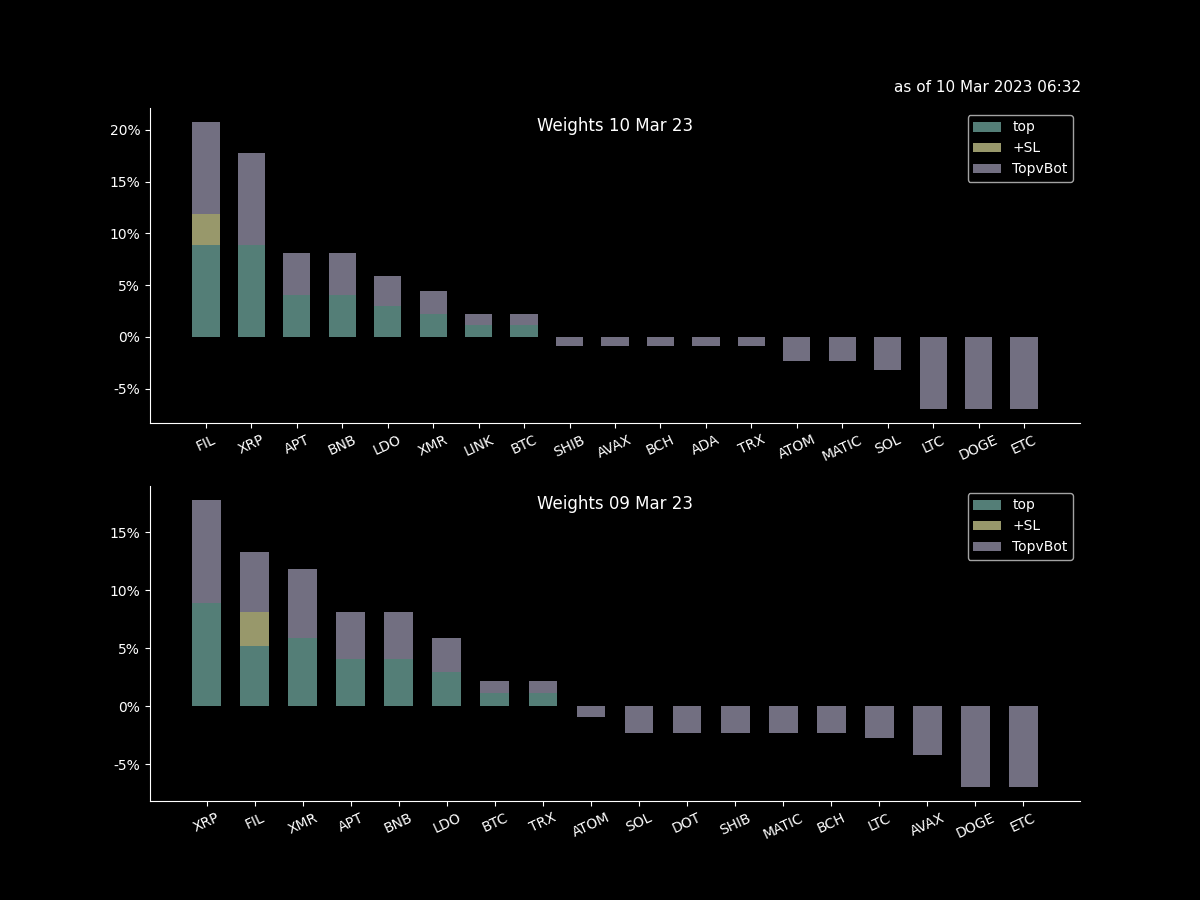 as of 10 Mar 2023 06:32
Weights 10 Mar 23
top
+SL
TopvBot
20%
15%
10%
5%
0%
-5%
FIL XRP APT BNB LDO XMR LINK BTC SHIB AVAX BCH ADA TRX ATOM MATIC SOL LTC DOGE ETC
Weights 09 Mar 23
top
+SL
TopvBot
15%
10%
5%
0%
-5%
XRP FIL XMR APT BNB LDO BTC TRX ATOM SOL DOT SHIB MATIC BCH LTC AVAX DOGE ETC